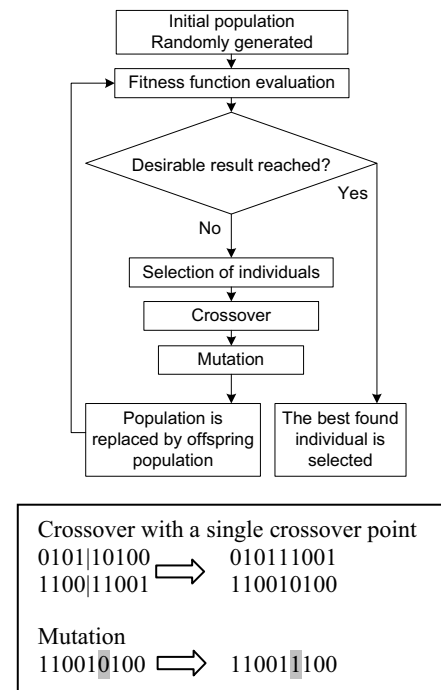 Initial population
Randomly generated
Fitness function evaluation
Desirable result reached?
Yes
No
Selection of individuals
Crossover
Mutation
Population is
replaced by offspring
population
The best found
individual is
selected
Crossover with a single crossover point
0101|10100 010111001
1100|11001 110010100
Mutation
110010100 110011100